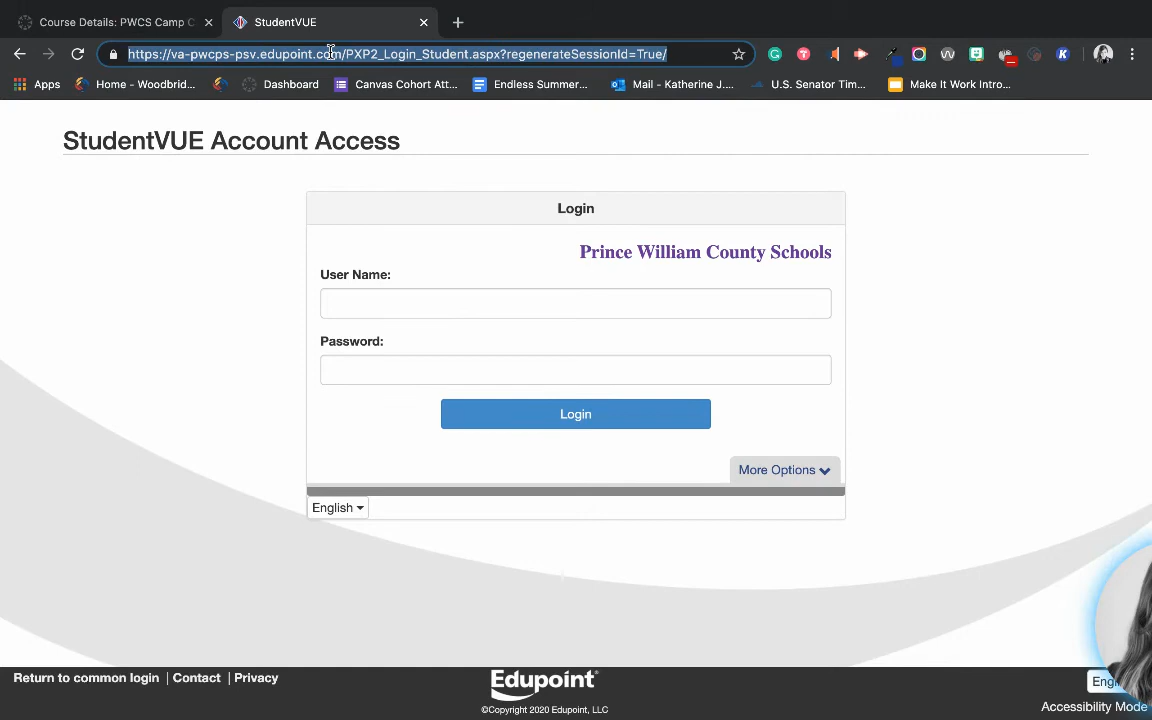 Course Details: PWCS Camp C
StudentVUE
https://va-pwcps-psv.edupoint.com/PXP2_Login_Student.aspx?regenerateSessionId=True/
Apps
Home - Woodbrid...
Dashboard
Canvas Cohort Att...
Endless Summer...
Mail - Katherine J....
U.S. Senator Tim...
Make It Work Intro...
StudentVUE Account Access
Login
Prince William County Schools
User Name:
Password:
Login
More Options
English
Return to common login | Contact | Privacy
Edupoint®
©Copyright 2020 Edupoint, LLC
Engl
Accessibility Mode